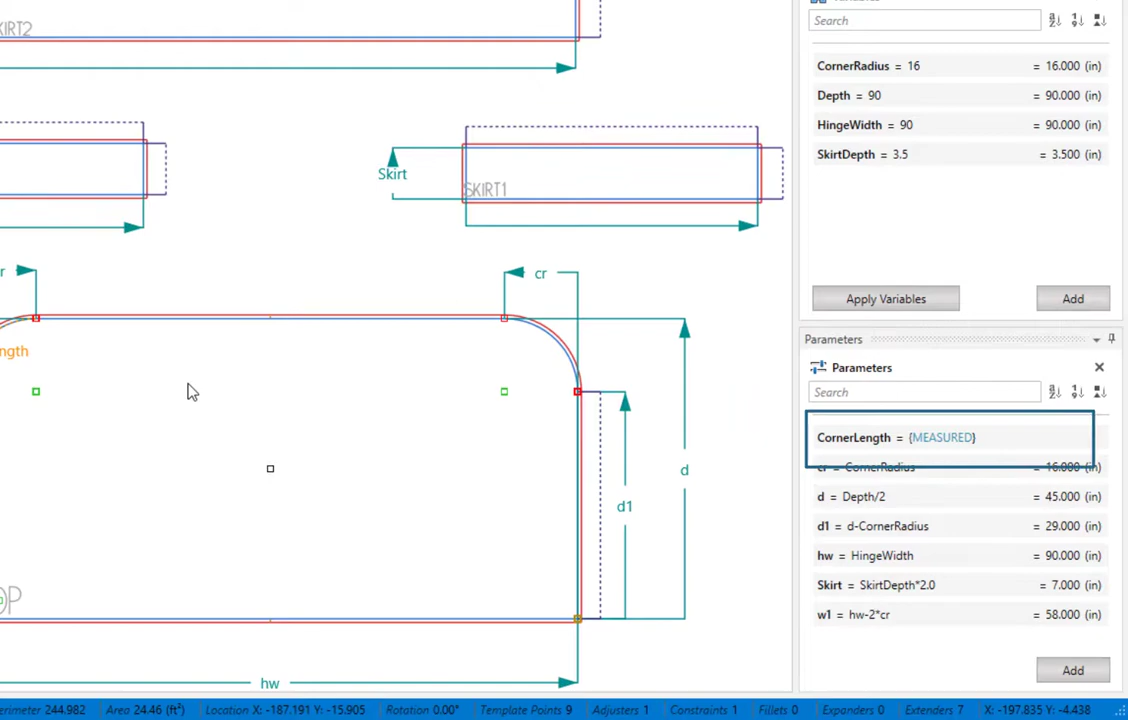 Search
CornerRadius = 16 = 16.000 (in)
Depth = 90 = 90.000 (in)
HingeWidth = 90 = 90.000 (in)
SkirtDepth = 3.5 = 3.500 (in)
Apply Variables Add
Parameters
Parameters
Search
CornerLength = {MEASURED}
cr = CornerRadius = 16.000 (in)
d = Depth/2 = 45.000 (in)
d1 = d-CornerRadius = 29.000 (in)
hw = HingeWidth = 90.000 (in)
Skirt = SkirtDepth*2.0 = 7.000 (in)
w1 = hw-2*cr = 58.000 (in)
Add
KIRT2
Skirt
SKIRT1
r
cr
ngth
d
d1
OP
hw
erimeter 244.982 Area 24.46 (ft²) Location X: -187.191 Y: -15.905 Rotation 0.00° Template Points 9 Adjusters 1 Constraints 1 Fillets 0 Expanders 0 Extenders 7 X: -197.835 Y: -4.438